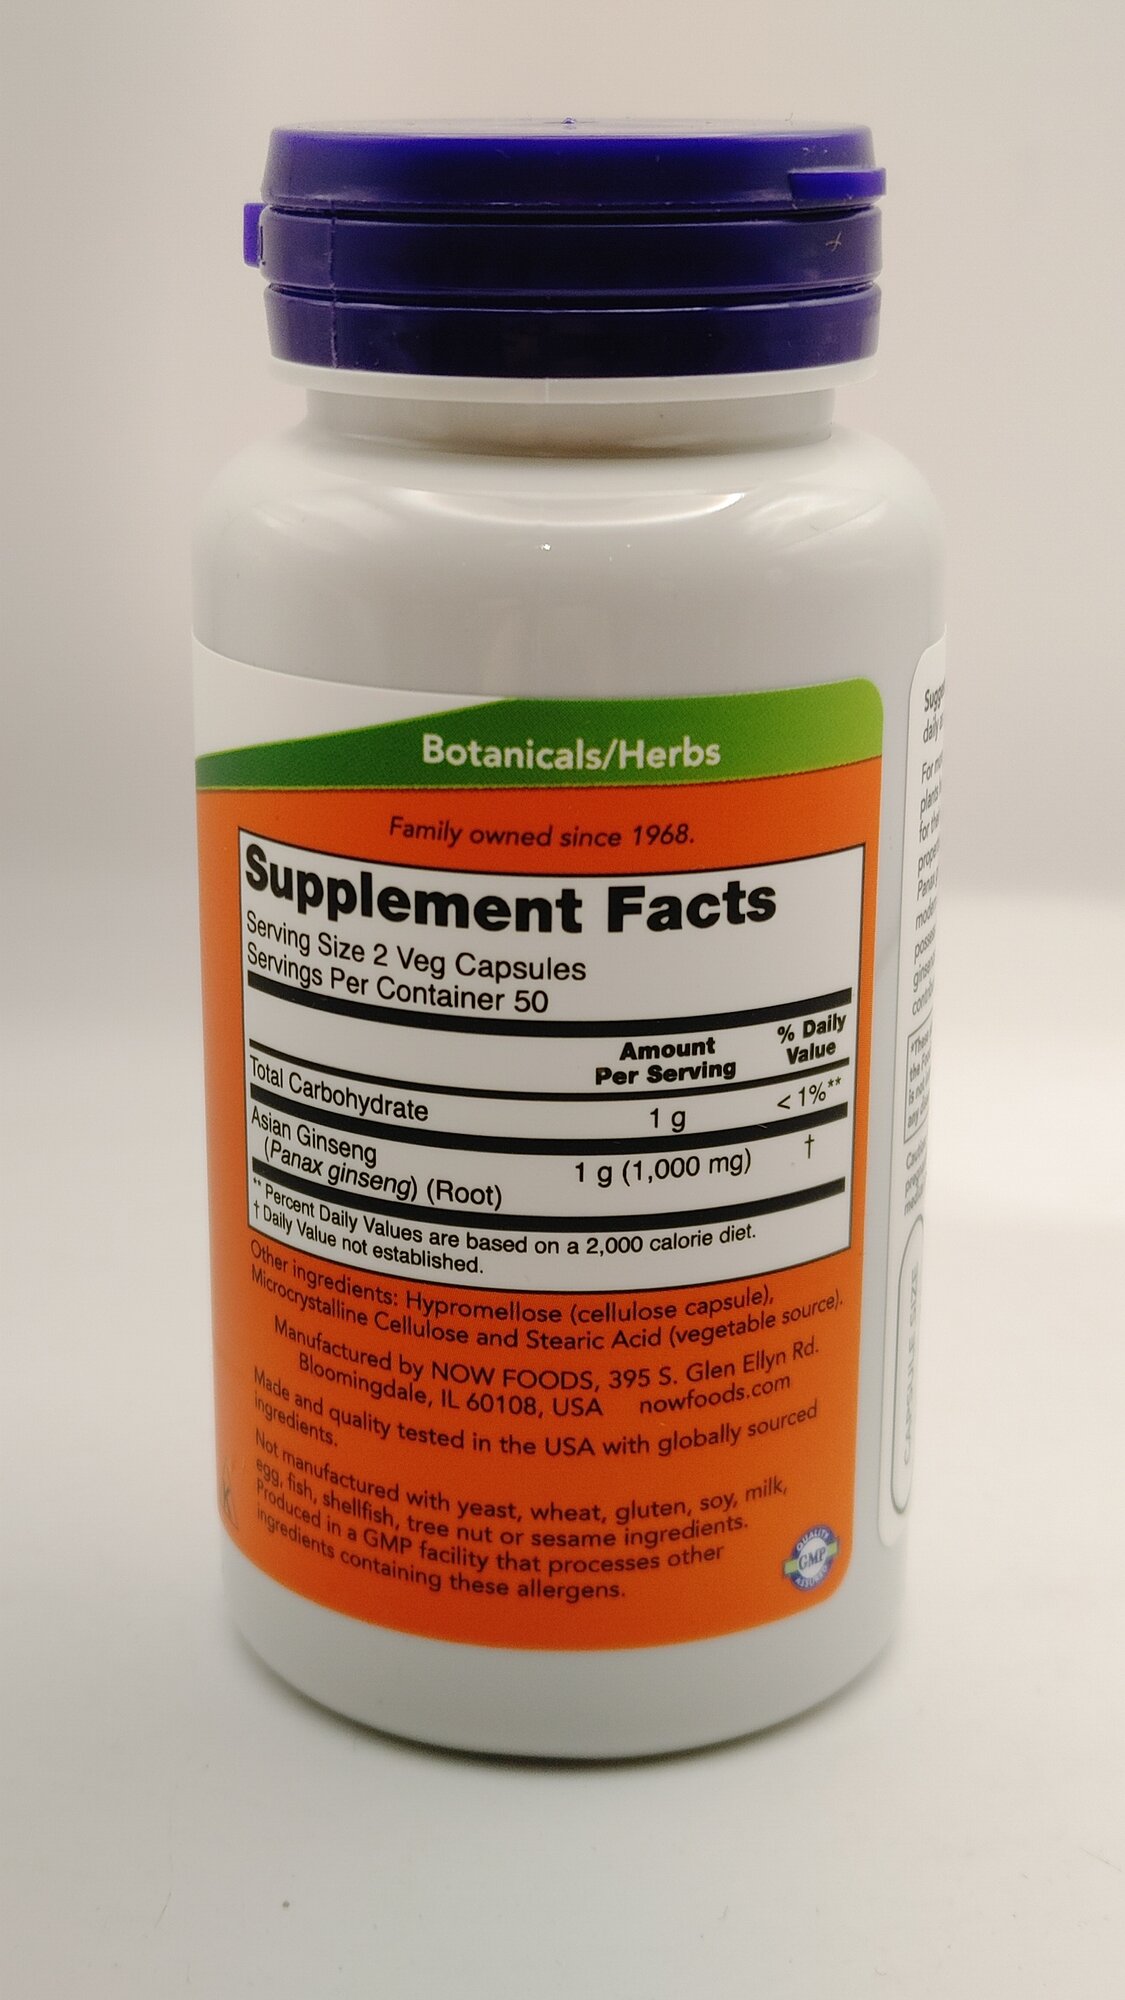 Botanicals/Herbs
Family owned since 1968.
Supplement Facts
Serving Size 2 Veg Capsules
Servings Per Container 50
Amount Per Serving
% Daily Value
Total Carbohydrate 1 g < 1%**
Asian Ginseng
(Panax ginseng) (Root) 1 g (1,000 mg) †
** Percent Daily Values are based on a 2,000 calorie diet.
† Daily Value not established.
Other ingredients: Hypromellose (cellulose capsule),
Microcrystalline Cellulose and Stearic Acid (vegetable source).
Manufactured by NOW FOODS, 395 S. Glen Ellyn Rd.
Bloomingdale, IL 60108, USA nowfoods.com
Made and quality tested in the USA with globally sourced
ingredients.
Not manufactured with yeast, wheat, gluten, soy, milk,
egg, fish, shellfish, tree nut or sesame ingredients.
Produced in a GMP facility that processes other
ingredients containing these allergens.
QUALITY
GMP
ASSURED
K
For
the
CAPSULE SIZE